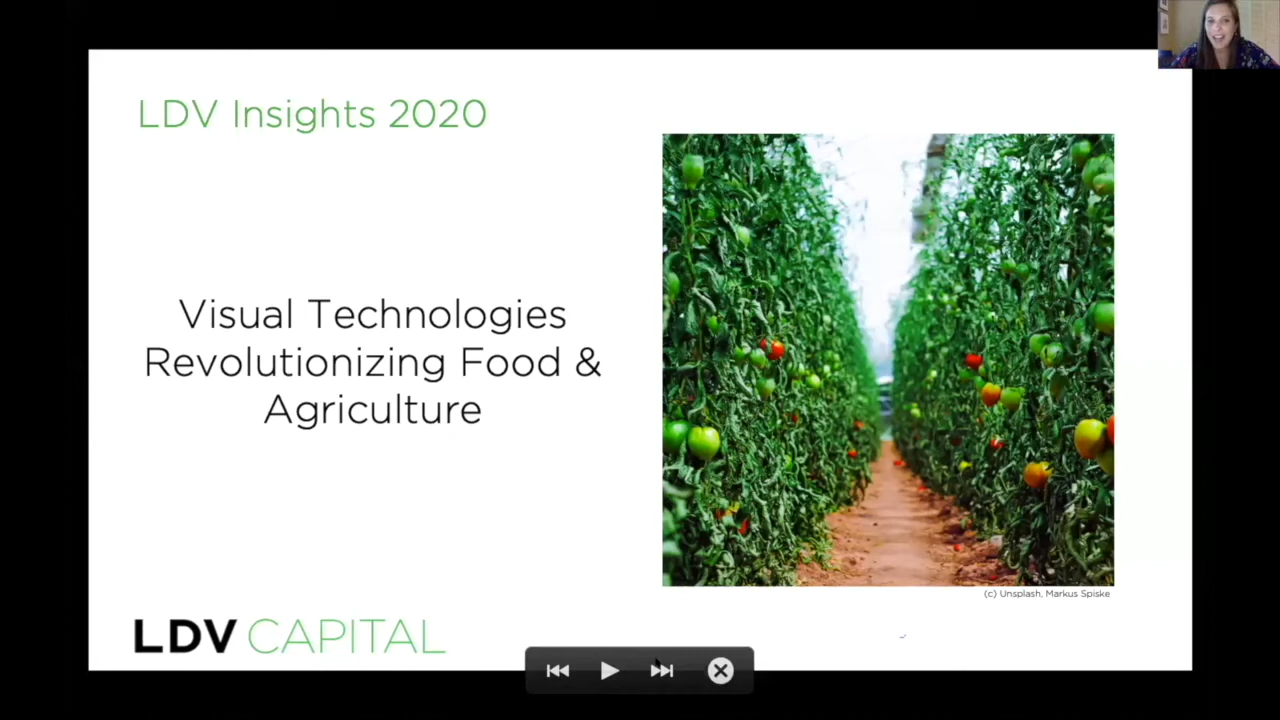 LDV Insights 2020
Visual Technologies
Revolutionizing Food &
Agriculture
(c) Unsplash, Markus Spiske
LDV CAPITAL